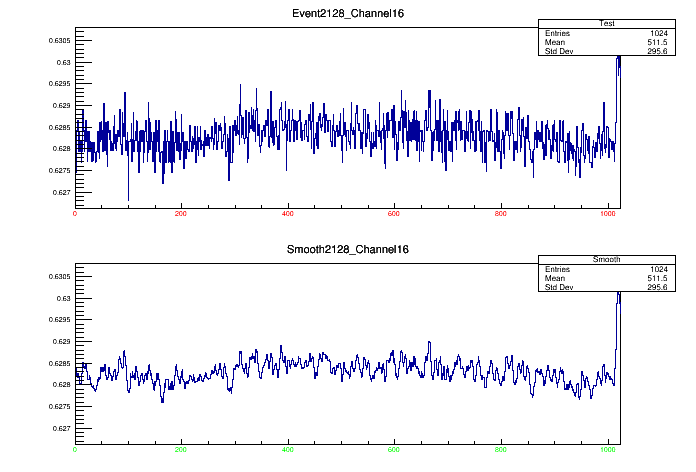 Event2128_Channel16
Test
Entries 1024
Mean 511.5
Std Dev 295.6
0.6305
0.63
0.6295
0.629
0.6285
0.628
0.6275
0.627
0 200 400 600 800 1000
Smooth2128_Channel16
Smooth
Entries 1024
Mean 511.5
Std Dev 295.6
0.6305
0.63
0.6295
0.629
0.6285
0.628
0.6275
0.627
0 200 400 600 800 1000